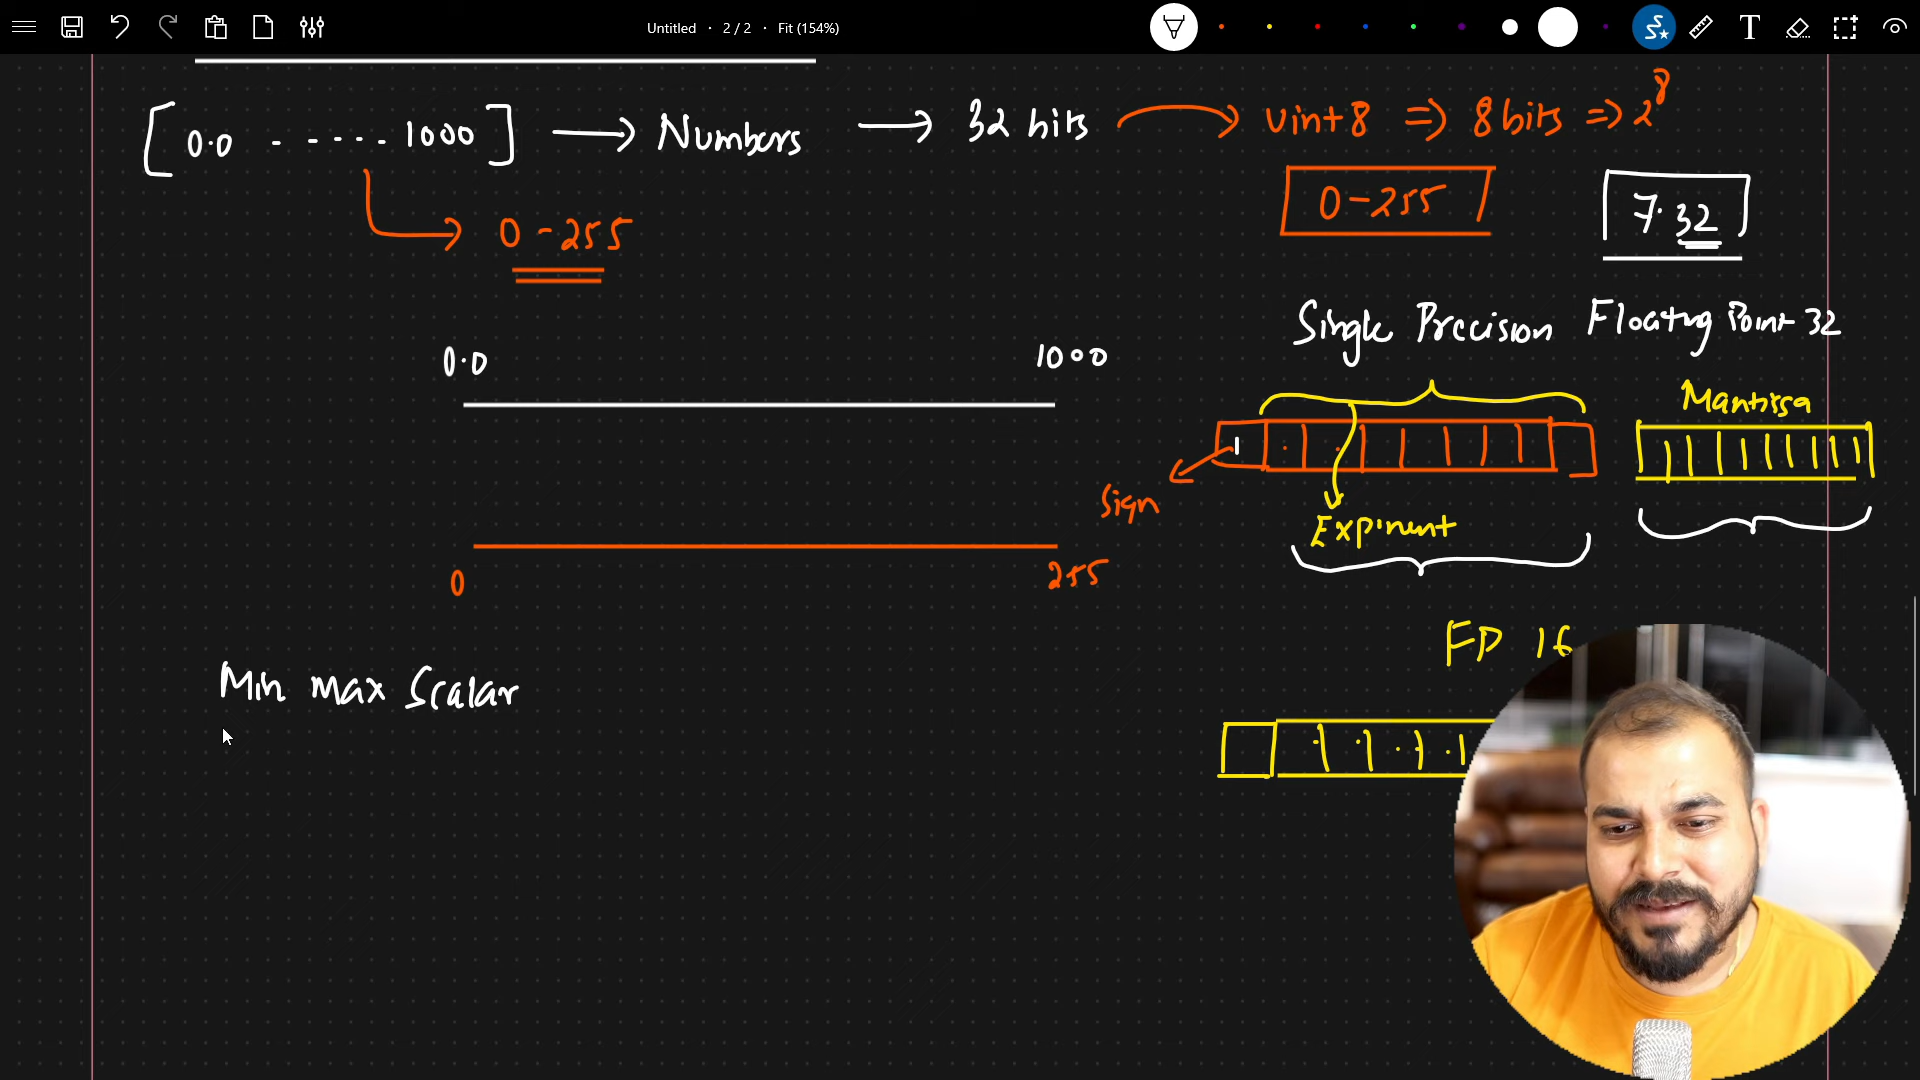 Untitled · 2 / 2 · Fit (154%)
T
[ 0.0 - - - - - 1000 ] → Numbers → 32 bits → uint8 ⇒ 8 bits ⇒ 2^8
0 - 255
0 - 255
7.32
Single Precision Floating Point 32
0.0
1000
Mantissa
1
Sign
Exponent
0
255
FP 16
Min max Scalar